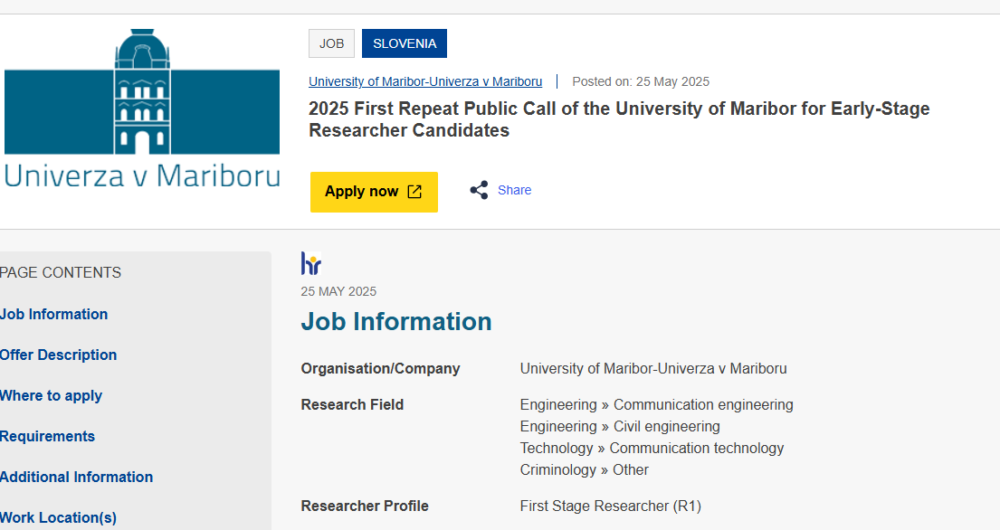 Univerza v Mariboru
JOB
SLOVENIA
University of Maribor-Univerza v Mariboru
Posted on: 25 May 2025
2025 First Repeat Public Call of the University of Maribor for Early-Stage
Researcher Candidates
Apply now
Share
PAGE CONTENTS
Job Information
Offer Description
Where to apply
Requirements
Additional Information
Work Location(s)
hr
25 MAY 2025
Job Information
Organisation/Company
University of Maribor-Univerza v Mariboru
Research Field
Engineering » Communication engineering
Engineering » Civil engineering
Technology » Communication technology
Criminology » Other
Researcher Profile
First Stage Researcher (R1)